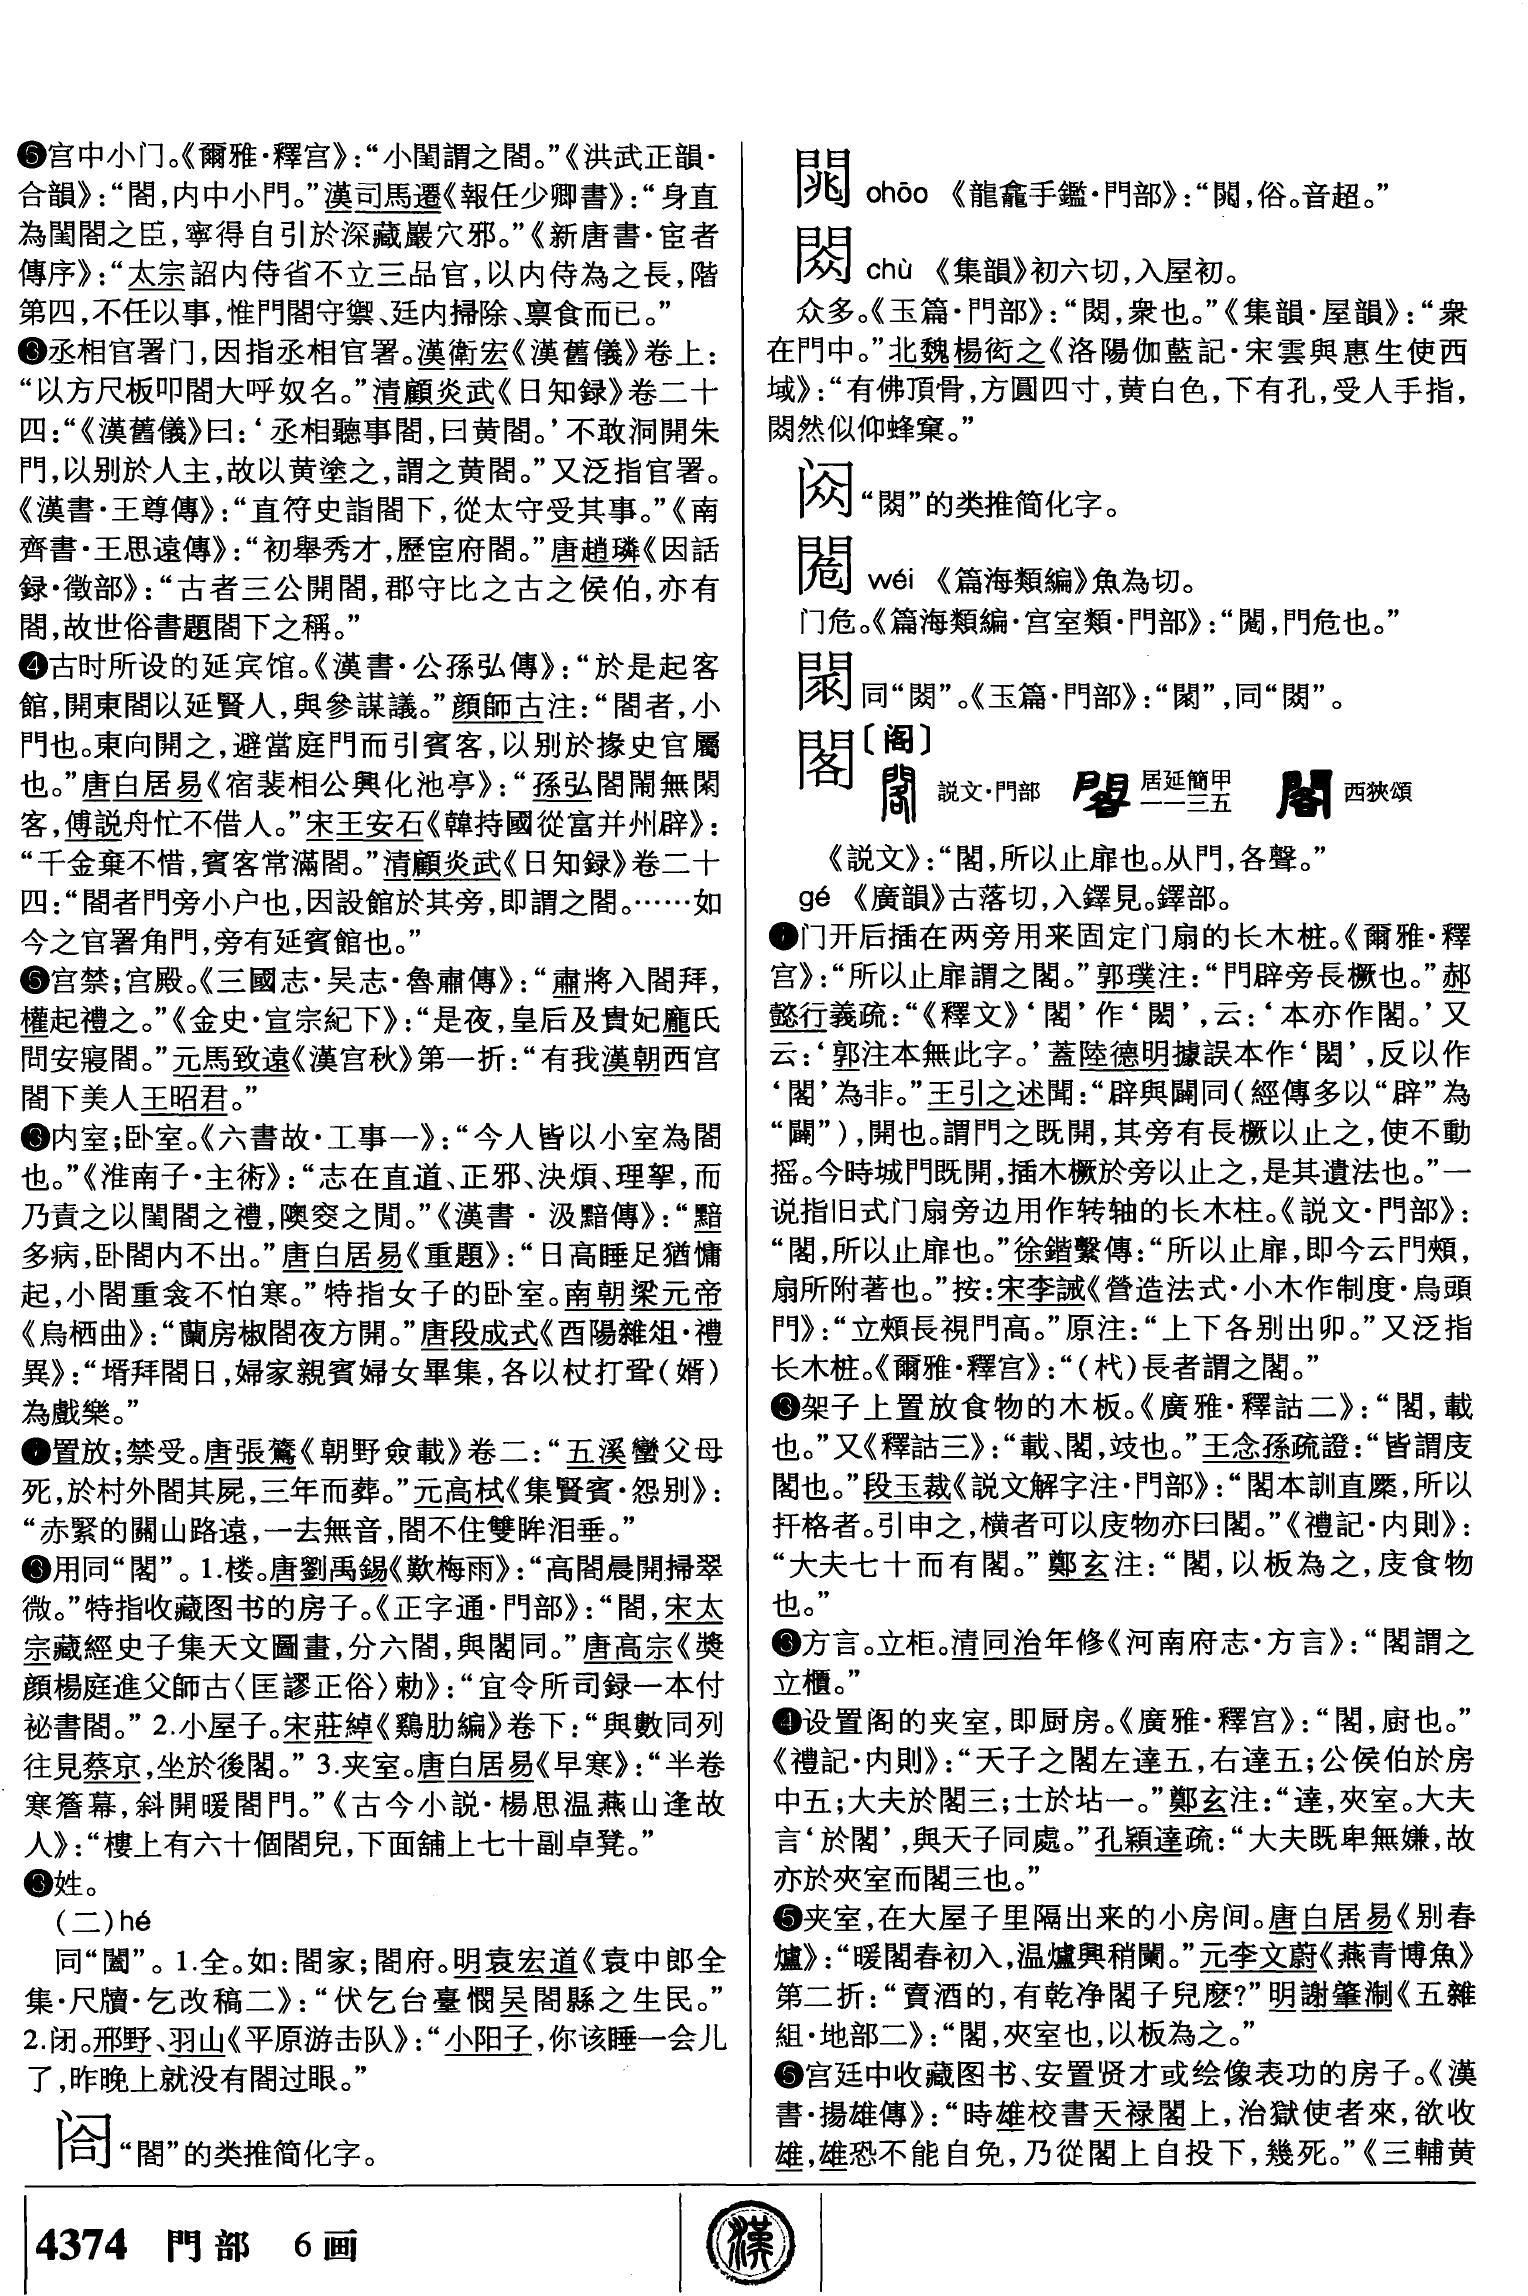 ❺宫中小门。《爾雅·釋宫》：“小閨謂之閤。”《洪武正韻·
合韻》：“閤，内中小門。”漢司馬遷《報任少卿書》：“身直
為閨閤之臣，寧得自引於深藏巖穴邪。”《新唐書·宦者
傳序》：“太宗詔内侍省不立三品官，以内侍為之長，階
第四，不任以事，惟門閤守禦、廷内掃除、稟食而已。”
❸丞相官署门，因指丞相官署。漢衛宏《漢舊儀》卷上：
“以方尺板叩閤大呼奴名。”清顧炎武《日知録》卷二十
四：“《漢舊儀》曰：‘丞相聽事閤，曰黄閤。’不敢洞開朱
門，以别於人主，故以黄塗之，謂之黄閤。”又泛指官署。
《漢書·王尊傳》：“直符史詣閤下，從太守受其事。”《南
齊書·王思遠傳》：“初舉秀才，歷宦府閤。”唐趙璘《因話
録·徵部》：“古者三公開閤，郡守比之古之侯伯，亦有
閤，故世俗書題閤下之稱。”
❹古时所设的延宾馆。《漢書·公孫弘傳》：“於是起客
館，開東閤以延賢人，與參謀議。”顔師古注：“閤者，小
門也。東向開之，避當庭門而引賓客，以别於掾史官屬
也。”唐白居易《宿裴相公興化池亭》：“孫弘閤鬧無閑
客，傅説舟忙不借人。”宋王安石《韓持國從富并州辟》：
“千金棄不惜，賓客常滿閤。”清顧炎武《日知録》卷二十
四：“閤者門旁小户也，因設館於其旁，即謂之閤。……如
今之官署角門，旁有延賓館也。”
❺宫禁；宫殿。《三國志·吴志·魯肅傳》：“肅將入閤拜，
權起禮之。”《金史·宣宗紀下》：“是夜，皇后及貴妃龐氏
問安寢閤。”元馬致遠《漢宫秋》第一折：“有我漢朝西宫
閤下美人王昭君。”
❸内室；卧室。《六書故·工事一》：“今人皆以小室為閤
也。”《淮南子·主術》：“志在直道、正邪、決煩、理挐，而
乃責之以閨閤之禮，隩窔之間。”《漢書·汲黯傳》：“黯
多病，卧閤内不出。”唐白居易《重題》：“日高睡足猶慵
起，小閤重衾不怕寒。”特指女子的卧室。南朝梁元帝
《烏栖曲》：“蘭房椒閤夜方開。”唐段成式《酉陽雜俎·禮
異》：“壻拜閤日，婦家親賓婦女畢集，各以杖打聟（婿）
為戲樂。”
❼置放；禁受。唐張鷟《朝野僉載》卷二：“五溪蠻父母
死，於村外閤其屍，三年而葬。”元高栻《集賢賓·怨别》：
“赤緊的關山路遠，一去無音，閤不住雙眸泪垂。”
❸用同“閣”。1.楼。唐劉禹錫《歎梅雨》：“高閤晨開掃翠
微。”特指收藏图书的房子。《正字通·門部》：“閤，宋太
宗藏經史子集天文圖畫，分六閤，與閣同。”唐高宗《奬
顔楊庭進父師古〈匡謬正俗〉勅》：“宜令所司録一本付
祕書閤。”2.小屋子。宋莊綽《鷄肋編》卷下：“與數同列
往見蔡京，坐於後閤。”3.夹室。唐白居易《早寒》：“半卷
寒簷幕，斜開暖閤門。”《古今小説·楊思温燕山逢故
人》：“樓上有六十個閤兒，下面舖上七十副卓凳。”
❸姓。
（二）hé
同“闔”。1.全。如：閤家；閤府。明袁宏道《袁中郎全
集·尺牘·乞改稿二》：“伏乞台臺憫吴閤縣之生民。”
2.闭。邢野、羽山《平原游击队》：“小阳子，你该睡一会儿
了，昨晚上就没有閤过眼。”
𬮤“閤”的类推简化字。
4374 門部 6画
漢
𨵫 ohōo 《龍龕手鑑·門部》：“𨵫，俗。音超。”
閦 chù 《集韻》初六切，入屋初。
众多。《玉篇·門部》：“閦，衆也。”《集韻·屋韻》：“衆
在門中。”北魏楊衒之《洛陽伽藍記·宋雲與惠生使西
域》：“有佛頂骨，方圓四寸，黄白色，下有孔，受人手指，
閦然似仰蜂窠。”
“閦”的类推简化字。
wéi 《篇海類編》魚為切。
门危。《篇海類編·宫室類·門部》：“，門危也。”
同“閦”。《玉篇·門部》：“”，同“閦”。
閣〔阁〕
説文·門部 居延簡甲一一三五 西狹頌
《説文》：“閣，所以止扉也。从門，各聲。”
gé 《廣韻》古落切，入鐸見。鐸部。
❼门开后插在两旁用来固定门扇的长木桩。《爾雅·釋
宫》：“所以止扉謂之閣。”郭璞注：“門辟旁長橛也。”郝
懿行義疏：“《釋文》‘閣’作‘閎’，云：‘本亦作閣。’又
云：‘郭注本無此字。’蓋陸德明據誤本作‘閎’，反以作
‘閣’為非。”王引之述聞：“辟與闢同（經傳多以“辟”為
“闢”），開也。謂門之既開，其旁有長橛以止之，使不動
摇。今時城門既開，插木橛於旁以止之，是其遺法也。”一
说指旧式门扇旁边用作转轴的长木柱。《説文·門部》：
“閣，所以止扉也。”徐鍇繫傳：“所以止扉，即今云門頰，
扇所附著也。”按：宋李誡《營造法式·小木作制度·烏頭
門》：“立頰長視門高。”原注：“上下各别出卯。”又泛指
长木桩。《爾雅·釋宫》：“（杙）長者謂之閣。”
❸架子上置放食物的木板。《廣雅·釋詁二》：“閣，載
也。”又《釋詁三》：“載、閣，攱也。”王念孫疏證：“皆謂庋
閣也。”段玉裁《説文解字注·門部》：“閣本訓直橜，所以
扞格者。引申之，横者可以庋物亦曰閣。”《禮記·内則》：
“大夫七十而有閣。”鄭玄注：“閣，以板為之，庋食物
也。”
❸方言。立柜。清同治年修《河南府志·方言》：“閣謂之
立櫃。”
❹设置阁的夹室，即厨房。《廣雅·釋宫》：“閣，廚也。”
《禮記·内則》：“天子之閣左達五，右達五；公侯伯於房
中五；大夫於閣三；士於坫一。”鄭玄注：“達，夾室。大夫
言‘於閣’，與天子同處。”孔穎達疏：“大夫既卑無嫌，故
亦於夾室而閣三也。”
❺夹室，在大屋子里隔出来的小房间。唐白居易《别春
爐》：“暖閣春初入，温爐興稍闌。”元李文蔚《燕青博魚》
第二折：“賣酒的，有乾净閣子兒麽？”明謝肇淛《五雜
組·地部二》：“閣，夾室也，以板為之。”
❺宫廷中收藏图书、安置贤才或绘像表功的房子。《漢
書·揚雄傳》：“時雄校書天禄閣上，治獄使者來，欲收
雄，雄恐不能自免，乃從閣上自投下，幾死。”《三輔黄